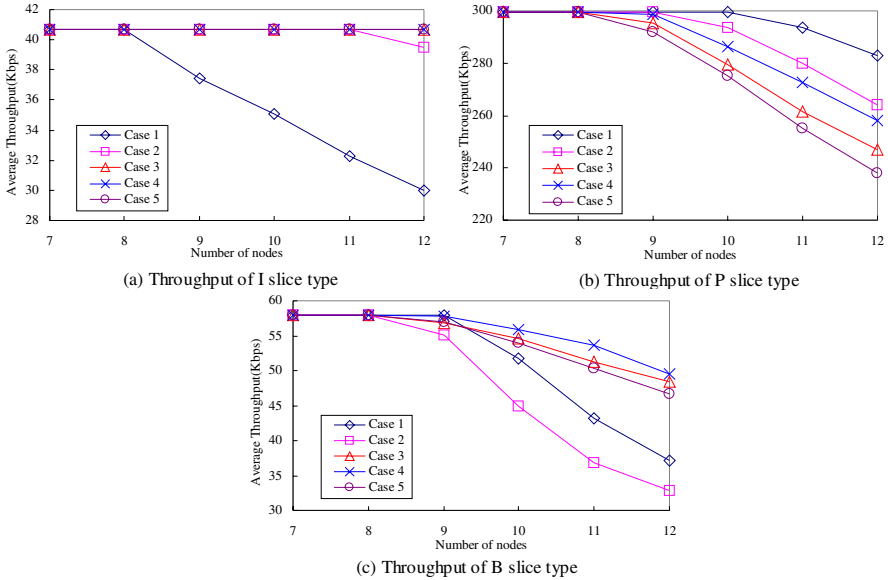 42
40
38
36
34
32
30
28
Average Throughput(Kbps)
Case 1
Case 2
Case 3
Case 4
Case 5
7 8 9 10 11 12
Number of nodes
(a) Throughput of I slice type
300
280
260
240
220
Average Throughput(Kbps)
Case 1
Case 2
Case 3
Case 4
Case 5
7 8 9 10 11 12
Number of nodes
(b) Throughput of P slice type
60
55
50
45
40
35
30
Average Throughput(Kbps)
Case 1
Case 2
Case 3
Case 4
Case 5
7 8 9 10 11 12
Number of nodes
(c) Throughput of B slice type